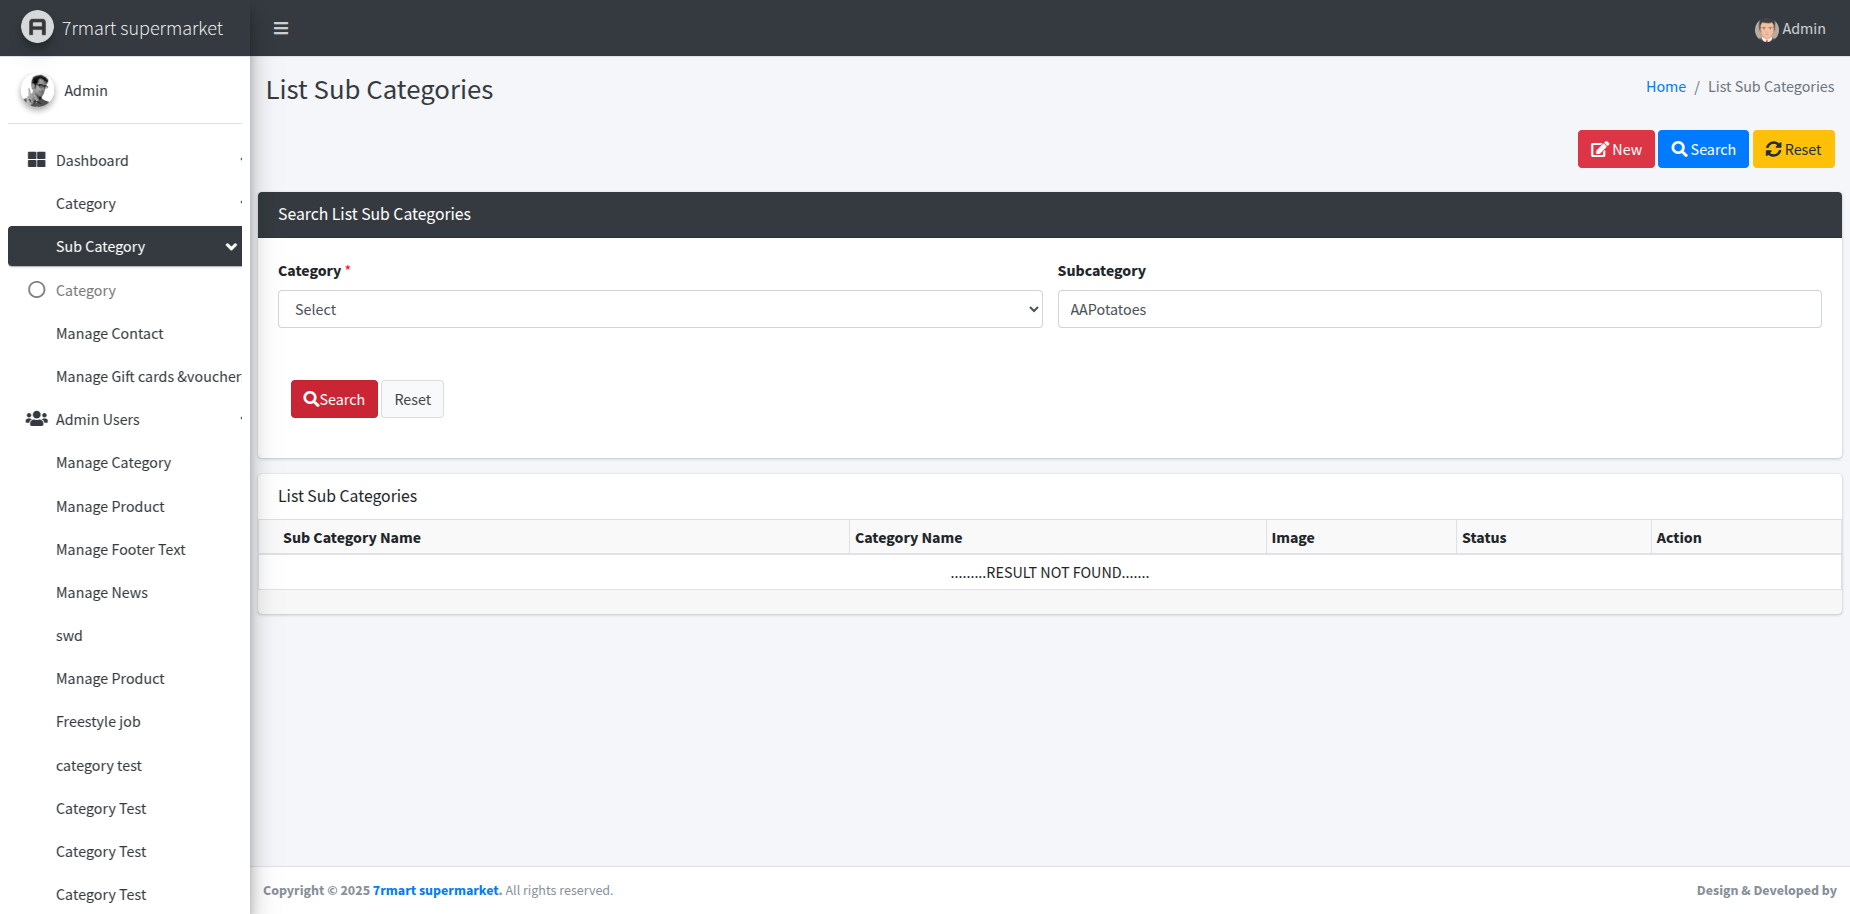 7rmart supermarket
Admin
Admin
Dashboard
Category
Sub Category
Category
Manage Contact
Manage Gift cards &voucher
Admin Users
Manage Category
Manage Product
Manage Footer Text
Manage News
swd
Manage Product
Freestyle job
category test
Category Test
Category Test
Category Test
List Sub Categories
Home / List Sub Categories
New Search Reset
Search List Sub Categories
Category * Subcategory
Select AAPotatoes
Search Reset
List Sub Categories
Sub Category Name Category Name Image Status Action
.........RESULT NOT FOUND.......
Copyright © 2025 7rmart supermarket. All rights reserved. Design & Developed by